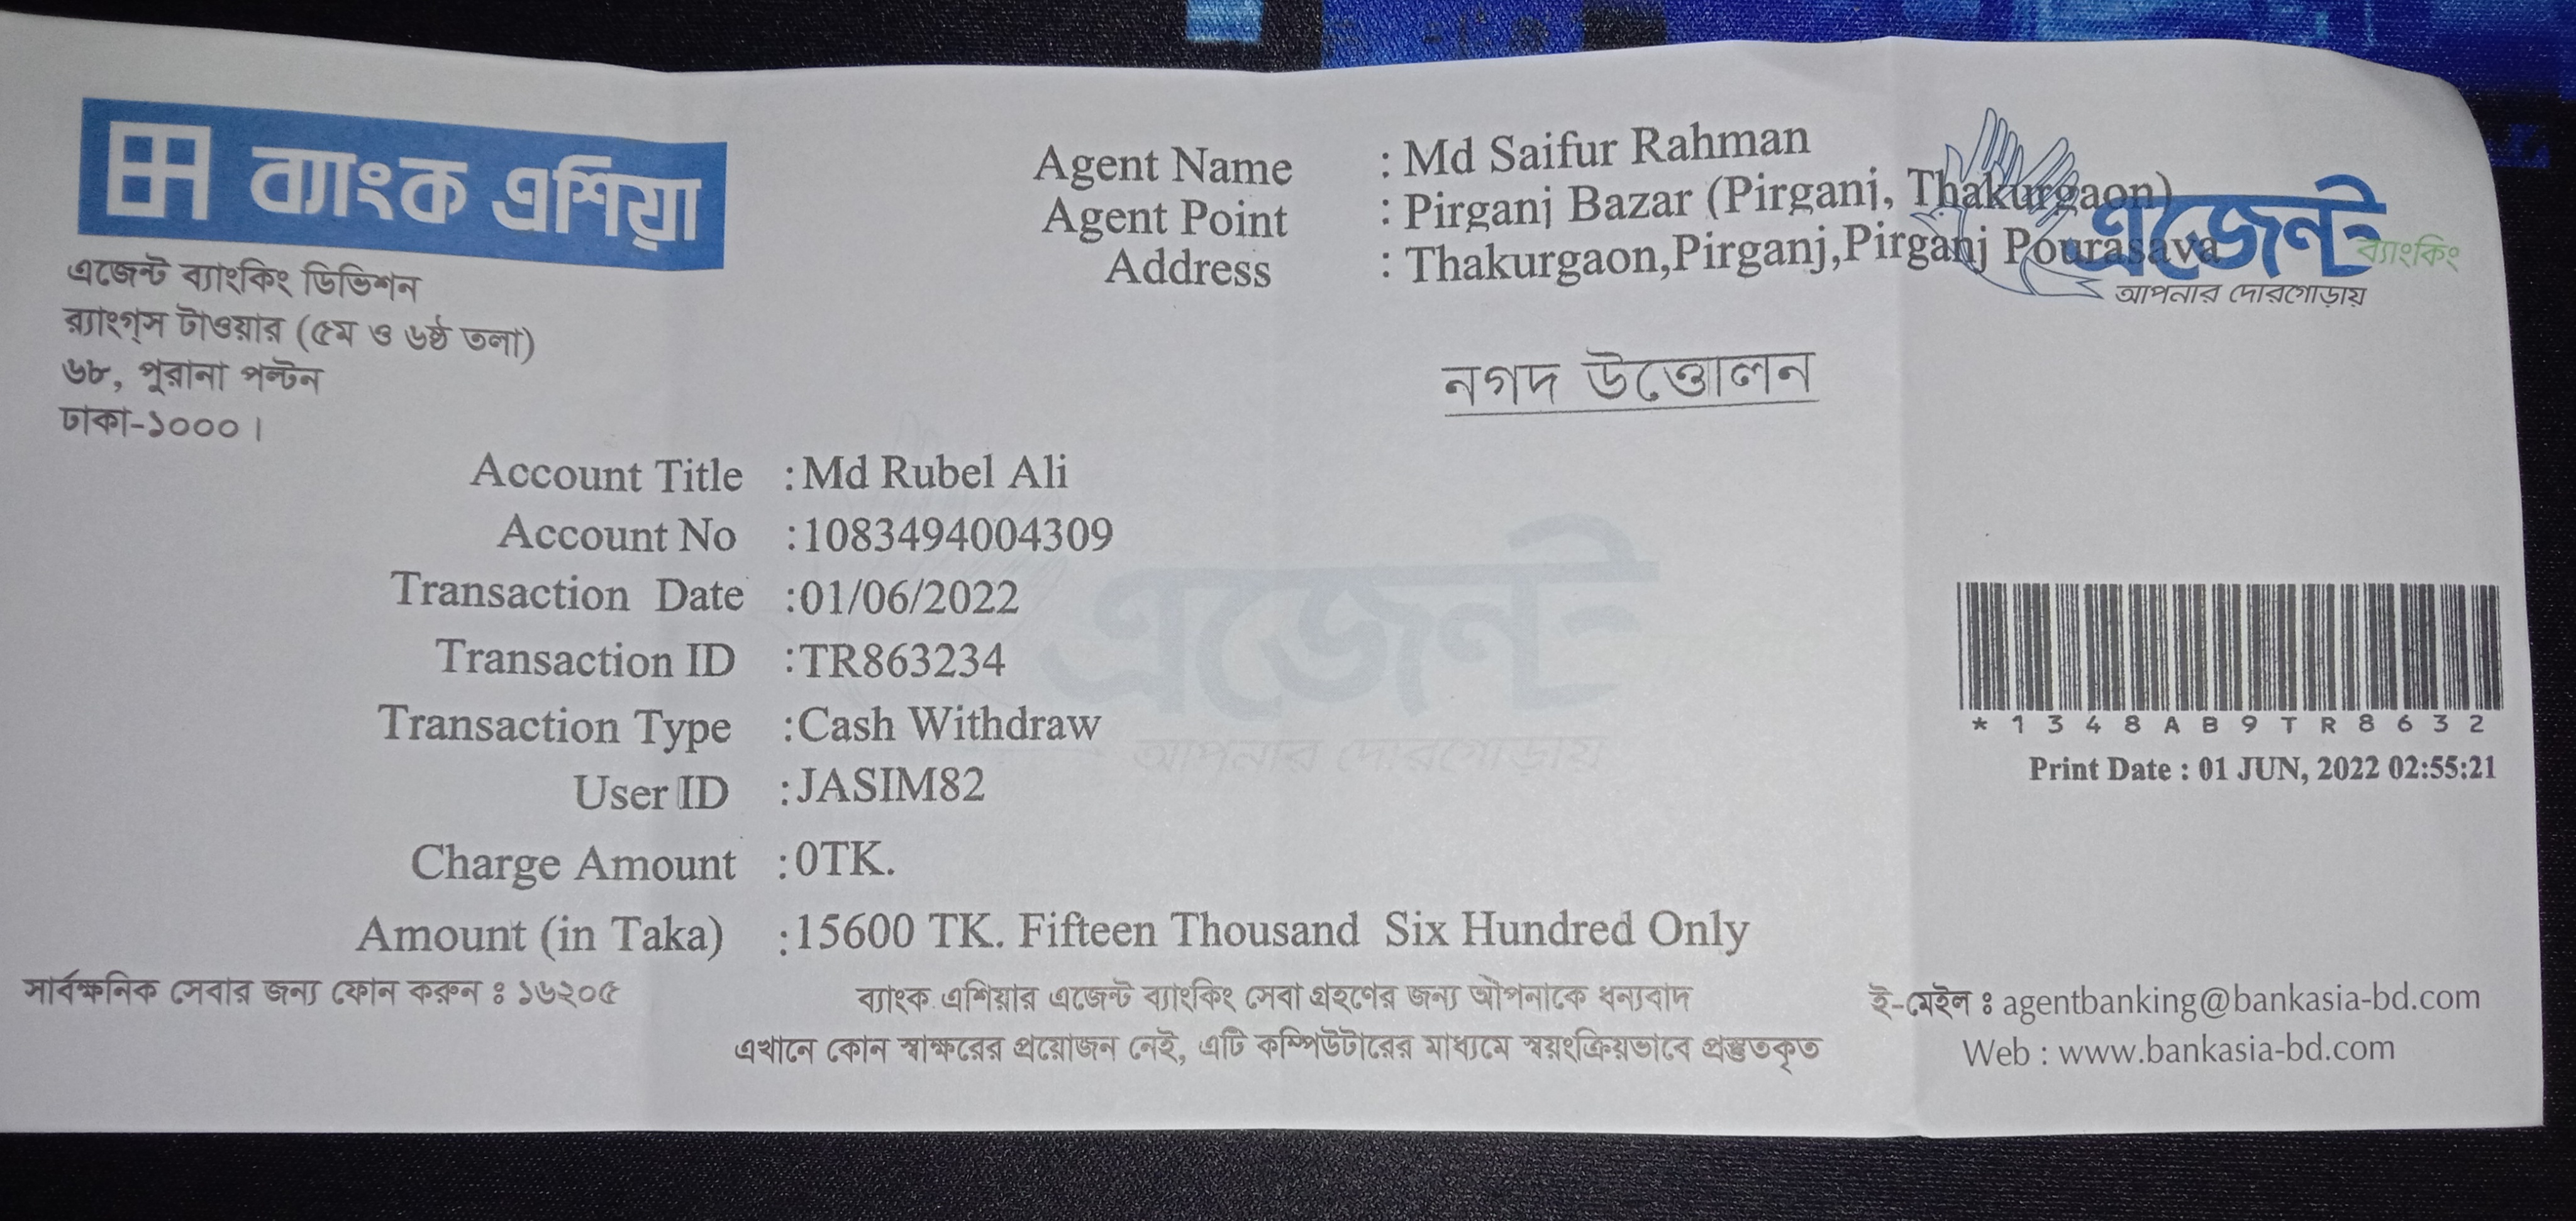 ব্যাংক এশিয়া
এজেন্ট ব্যাংকিং ডিভিশন
র‍্যাংগ্স টাওয়ার (৫ম ও ৬ষ্ঠ তলা)
৬৮, পুরানা পল্টন
ঢাকা-১০০০।
Agent Name : Md Saifur Rahman
Agent Point : Pirganj Bazar (Pirganj, Thakurgaon)
Address : Thakurgaon,Pirganj,Pirganj Pourasava
এজেন্ট ব্যাংকিং
আপনার দোরগোড়ায়
নগদ উত্তোলন
Account Title :Md Rubel Ali
Account No :1083494004309
Transaction Date :01/06/2022
Transaction ID :TR863234
Transaction Type :Cash Withdraw
User ID :JASIM82
Charge Amount :0TK.
Amount (in Taka) :15600 TK. Fifteen Thousand Six Hundred Only
এজেন্ট
আপনার দোরগোড়ায়
*1348AB9TR8632
Print Date : 01 JUN, 2022 02:55:21
সার্বক্ষনিক সেবার জন্য ফোন করুন ঃ ১৬২০৫
ব্যাংক এশিয়ার এজেন্ট ব্যাংকিং সেবা গ্রহণের জন্য আপনাকে ধন্যবাদ
এখানে কোন স্বাক্ষরের প্রয়োজন নেই, এটি কম্পিউটারের মাধ্যমে স্বয়ংক্রিয়ভাবে প্রস্তুতকৃত
ই-মেইল ঃ agentbanking@bankasia-bd.com
Web : www.bankasia-bd.com